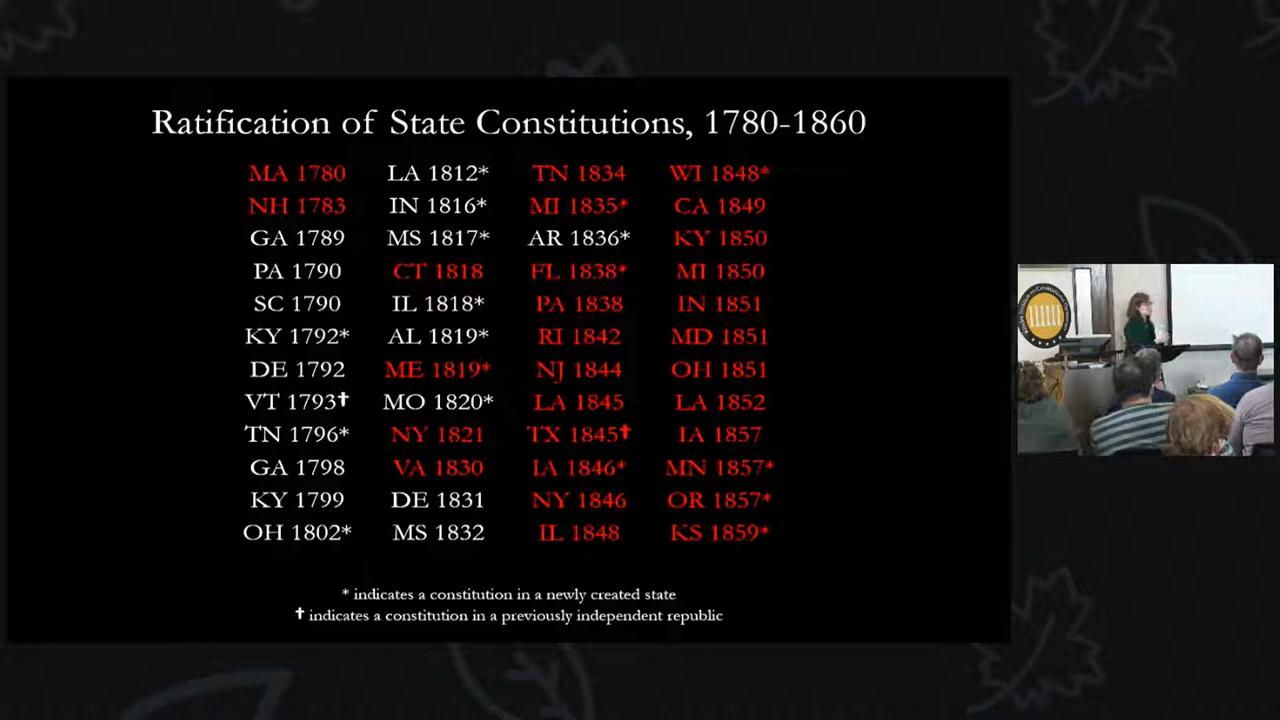 Ratification of State Constitutions, 1780-1860
MA 1780 LA 1812* TN 1834 WI 1848*
NH 1783 IN 1816* MI 1835* CA 1849
GA 1789 MS 1817* AR 1836* KY 1850
PA 1790 CT 1818 FL 1838* MI 1850
SC 1790 IL 1818* PA 1838 IN 1851
KY 1792* AL 1819* RI 1842 MD 1851
DE 1792 ME 1819* NJ 1844 OH 1851
VT 1793✝ MO 1820* LA 1845 LA 1852
TN 1796* NY 1821 TX 1845✝ IA 1857
GA 1798 VA 1830 IA 1846* MN 1857*
KY 1799 DE 1831 NY 1846 OR 1857*
OH 1802* MS 1832 IL 1848 KS 1859*
* indicates a constitution in a newly created state
✝ indicates a constitution in a previously independent republic